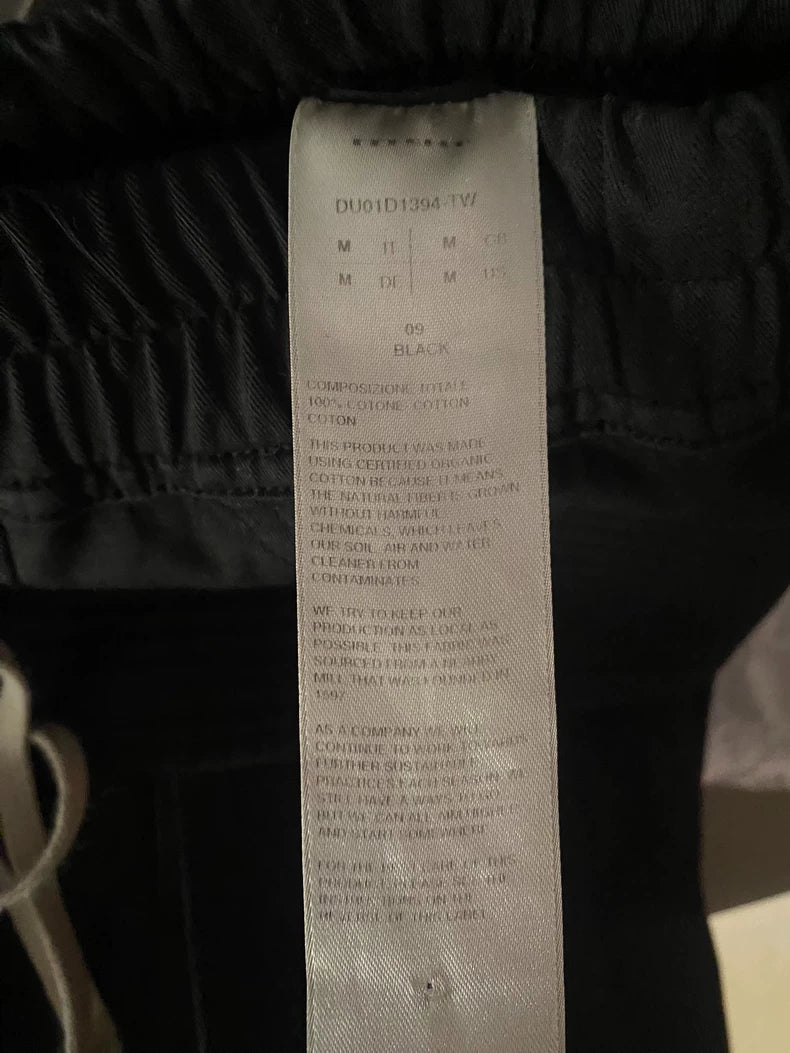 DU01D1394-TW
M IT M GB
M DE M US
09
BLACK
COMPOSIZIONE TOTALE
100% COTONE COTTON
COTON
THIS PRODUCT WAS MADE
USING CERTIFIED ORGANIC
COTTON BECAUSE IT MEANS
THE NATURAL FIBER IS GROWN
WITHOUT HARMFUL
CHEMICALS, WHICH LEAVES
OUR SOIL, AIR AND WATER
CLEANER FROM
CONTAMINATES
WE TRY TO KEEP OUR
PRODUCTION AS LOCAL AS
POSSIBLE. THIS FABRIC WAS
SOURCED FROM A NEARBY
MILL THAT WAS FOUNDED IN
AS A COMPANY WE WILL
CONTINUE TO WORK TOWARDS
FURTHER SUSTAINABLE
PRACTICES EACH SEASON. WE
STILL HAVE A WAYS TO GO
BUT WE CAN ALL AIM HIGHER
AND START SOMEWHERE
FOR THE BEST CARE OF THIS
PRODUCT, PLEASE SEE THE
INSTRUCTIONS ON THE
REVERSE OF THIS LABEL